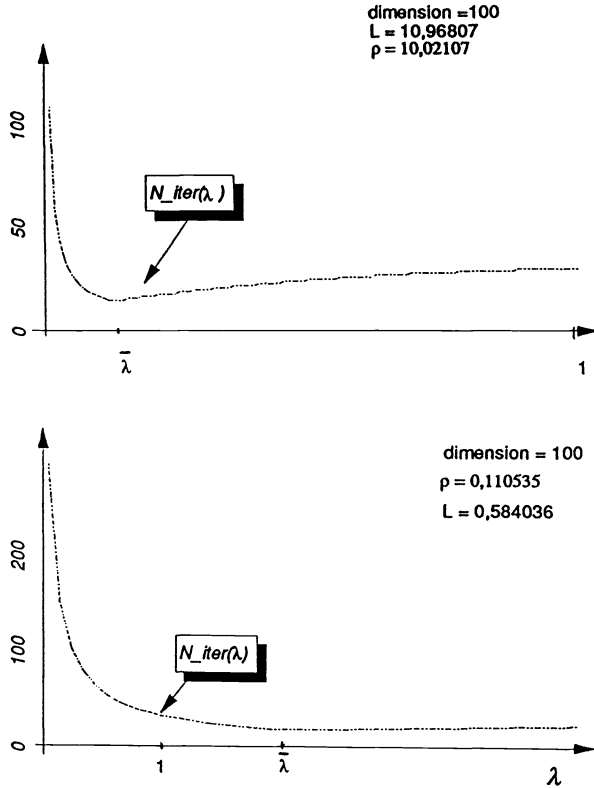 dimension =100
L = 10,96807
ρ = 10,02107
100
50
0
N_iter(λ )
λ̄
1
dimension = 100
ρ = 0,110535
L = 0,584036
200
100
0
N_iter(λ)
1
λ̄
λ